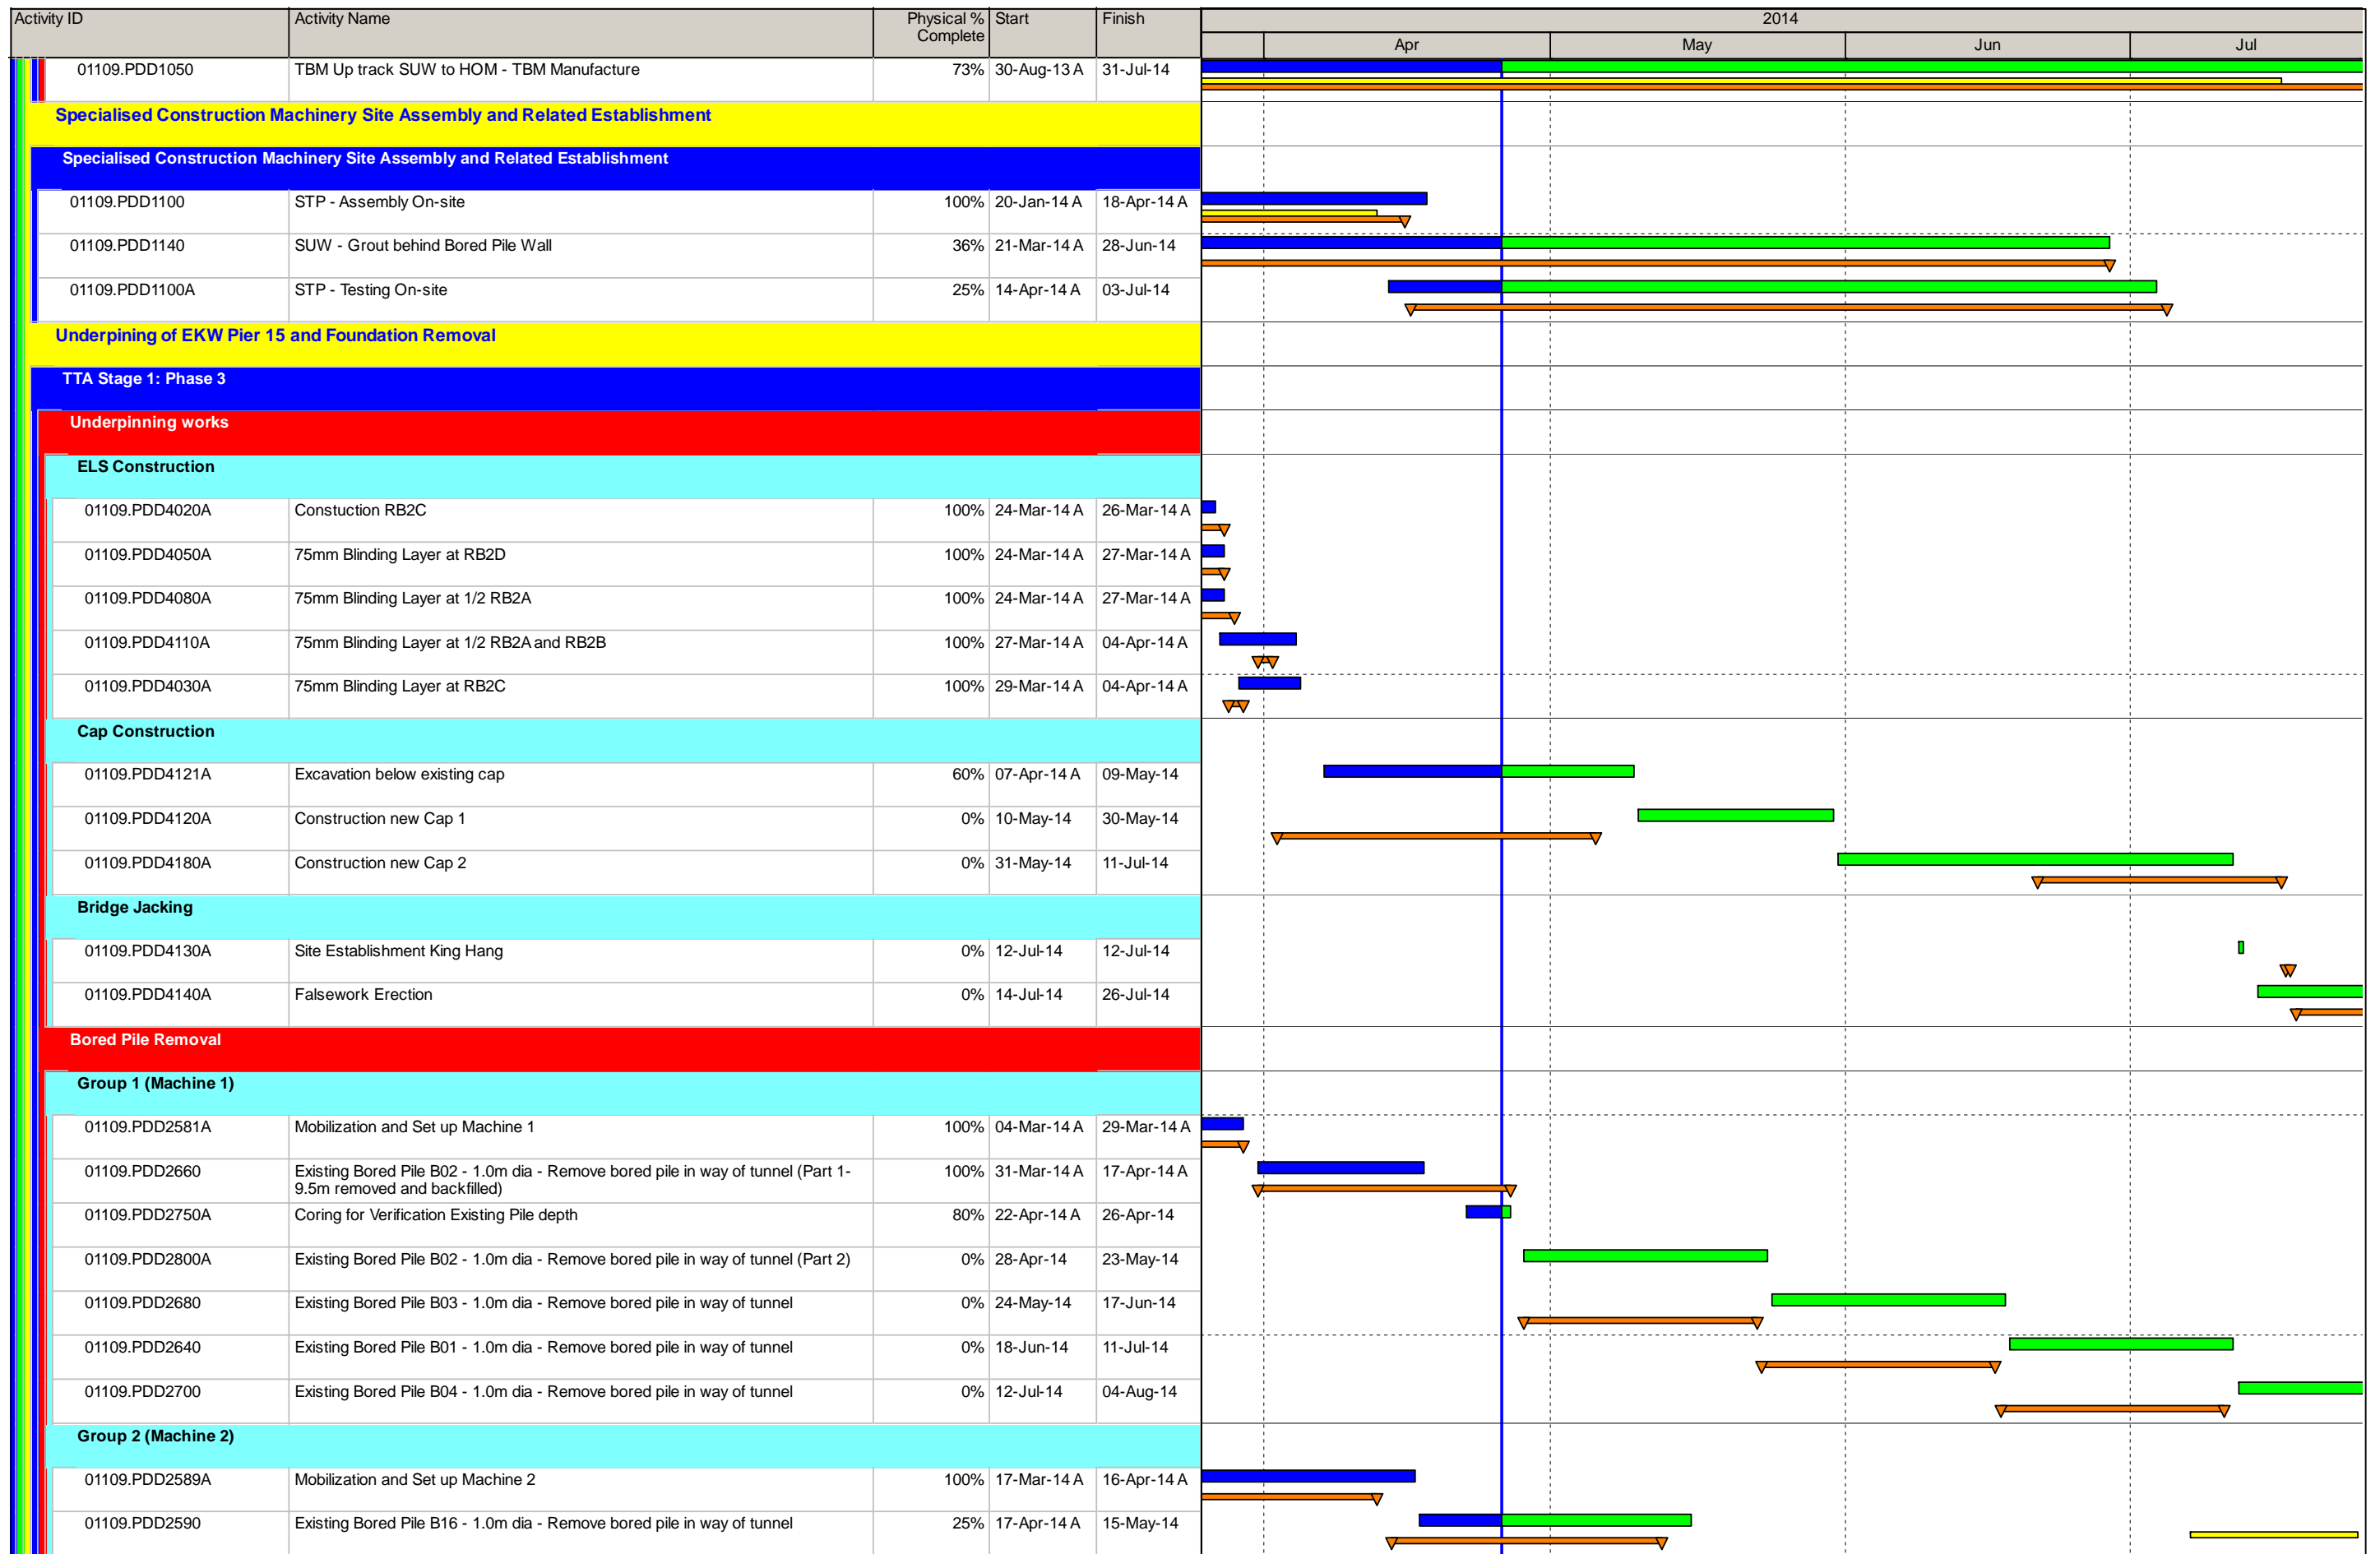 Activity ID Activity Name Physical % Start Finish 2014
Complete
Apr May Jun Jul
01109.PDD1050 TBM Up track SUW to HOM - TBM Manufacture 73% 30-Aug-13 A 31-Jul-14
Specialised Construction Machinery Site Assembly and Related Establishment
Specialised Construction Machinery Site Assembly and Related Establishment
01109.PDD1100 STP - Assembly On-site 100% 20-Jan-14 A 18-Apr-14 A
01109.PDD1140 SUW - Grout behind Bored Pile Wall 36% 21-Mar-14 A 28-Jun-14
01109.PDD1100A STP - Testing On-site 25% 14-Apr-14 A 03-Jul-14
Underpining of EKW Pier 15 and Foundation Removal
TTA Stage 1: Phase 3
Underpinning works
ELS Construction
01109.PDD4020A Constuction RB2C 100% 24-Mar-14 A 26-Mar-14 A
01109.PDD4050A 75mm Blinding Layer at RB2D 100% 24-Mar-14 A 27-Mar-14 A
01109.PDD4080A 75mm Blinding Layer at 1/2 RB2A 100% 24-Mar-14 A 27-Mar-14 A
01109.PDD4110A 75mm Blinding Layer at 1/2 RB2A and RB2B 100% 27-Mar-14 A 04-Apr-14 A
01109.PDD4030A 75mm Blinding Layer at RB2C 100% 29-Mar-14 A 04-Apr-14 A
Cap Construction
01109.PDD4121A Excavation below existing cap 60% 07-Apr-14 A 09-May-14
01109.PDD4120A Construction new Cap 1 0% 10-May-14 30-May-14
01109.PDD4180A Construction new Cap 2 0% 31-May-14 11-Jul-14
Bridge Jacking
01109.PDD4130A Site Establishment King Hang 0% 12-Jul-14 12-Jul-14
01109.PDD4140A Falsework Erection 0% 14-Jul-14 26-Jul-14
Bored Pile Removal
Group 1 (Machine 1)
01109.PDD2581A Mobilization and Set up Machine 1 100% 04-Mar-14 A 29-Mar-14 A
01109.PDD2660 Existing Bored Pile B02 - 1.0m dia - Remove bored pile in way of tunnel (Part 1- 100% 31-Mar-14 A 17-Apr-14 A
9.5m removed and backfilled)
01109.PDD2750A Coring for Verification Existing Pile depth 80% 22-Apr-14 A 26-Apr-14
01109.PDD2800A Existing Bored Pile B02 - 1.0m dia - Remove bored pile in way of tunnel (Part 2) 0% 28-Apr-14 23-May-14
01109.PDD2680 Existing Bored Pile B03 - 1.0m dia - Remove bored pile in way of tunnel 0% 24-May-14 17-Jun-14
01109.PDD2640 Existing Bored Pile B01 - 1.0m dia - Remove bored pile in way of tunnel 0% 18-Jun-14 11-Jul-14
01109.PDD2700 Existing Bored Pile B04 - 1.0m dia - Remove bored pile in way of tunnel 0% 12-Jul-14 04-Aug-14
Group 2 (Machine 2)
01109.PDD2589A Mobilization and Set up Machine 2 100% 17-Mar-14 A 16-Apr-14 A
01109.PDD2590 Existing Bored Pile B16 - 1.0m dia - Remove bored pile in way of tunnel 25% 17-Apr-14 A 15-May-14